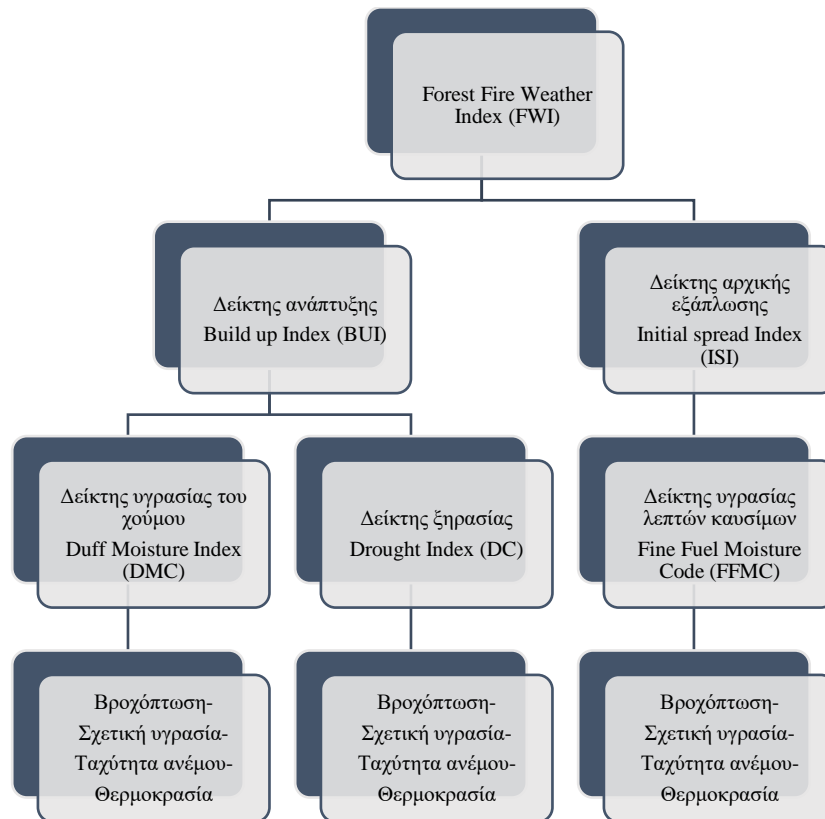 Forest Fire Weather
Index (FWI)
Δείκτης ανάπτυξης
Build up Index (BUI)
Δείκτης αρχικής
εξάπλωσης
Initial spread Index
(ISI)
Δείκτης υγρασίας του
χούμου
Duff Moisture Index
(DMC)
Δείκτης ξηρασίας
Drought Index (DC)
Δείκτης υγρασίας
λεπτών καυσίμων
Fine Fuel Moisture
Code (FFMC)
Βροχόπτωση-
Σχετική υγρασία-
Ταχύτητα ανέμου-
Θερμοκρασία
Βροχόπτωση-
Σχετική υγρασία-
Ταχύτητα ανέμου-
Θερμοκρασία
Βροχόπτωση-
Σχετική υγρασία-
Ταχύτητα ανέμου-
Θερμοκρασία